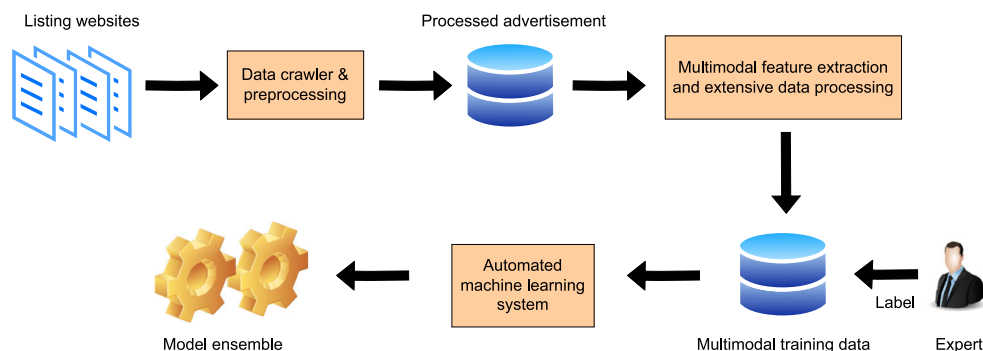 Listing websites
Processed advertisement
Data crawler &
preprocessing
Multimodal feature extraction
and extensive data processing
Automated
machine learning
system
Label
Model ensemble
Multimodal training data
Expert